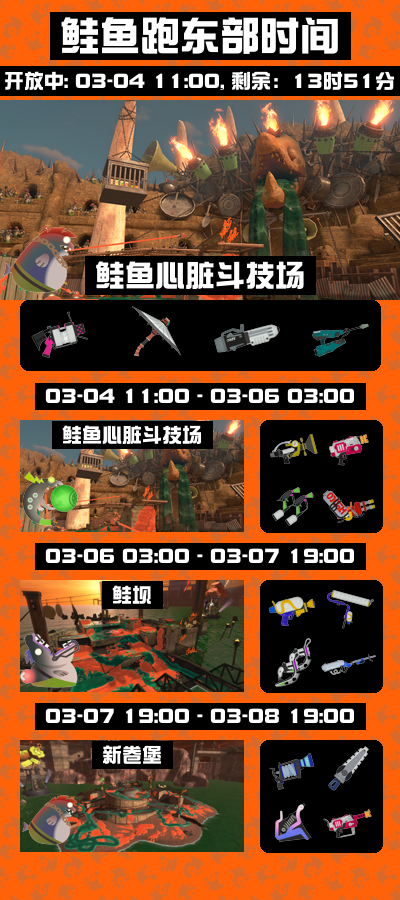 鲑鱼跑东部时间
开放中: 03-04 11:00, 剩余: 13时51分
鲑鱼心脏斗技场
03-04 11:00 - 03-06 03:00
鲑鱼心脏斗技场
03-06 03:00 - 03-07 19:00
鲑坝
03-07 19:00 - 03-08 19:00
新卷堡